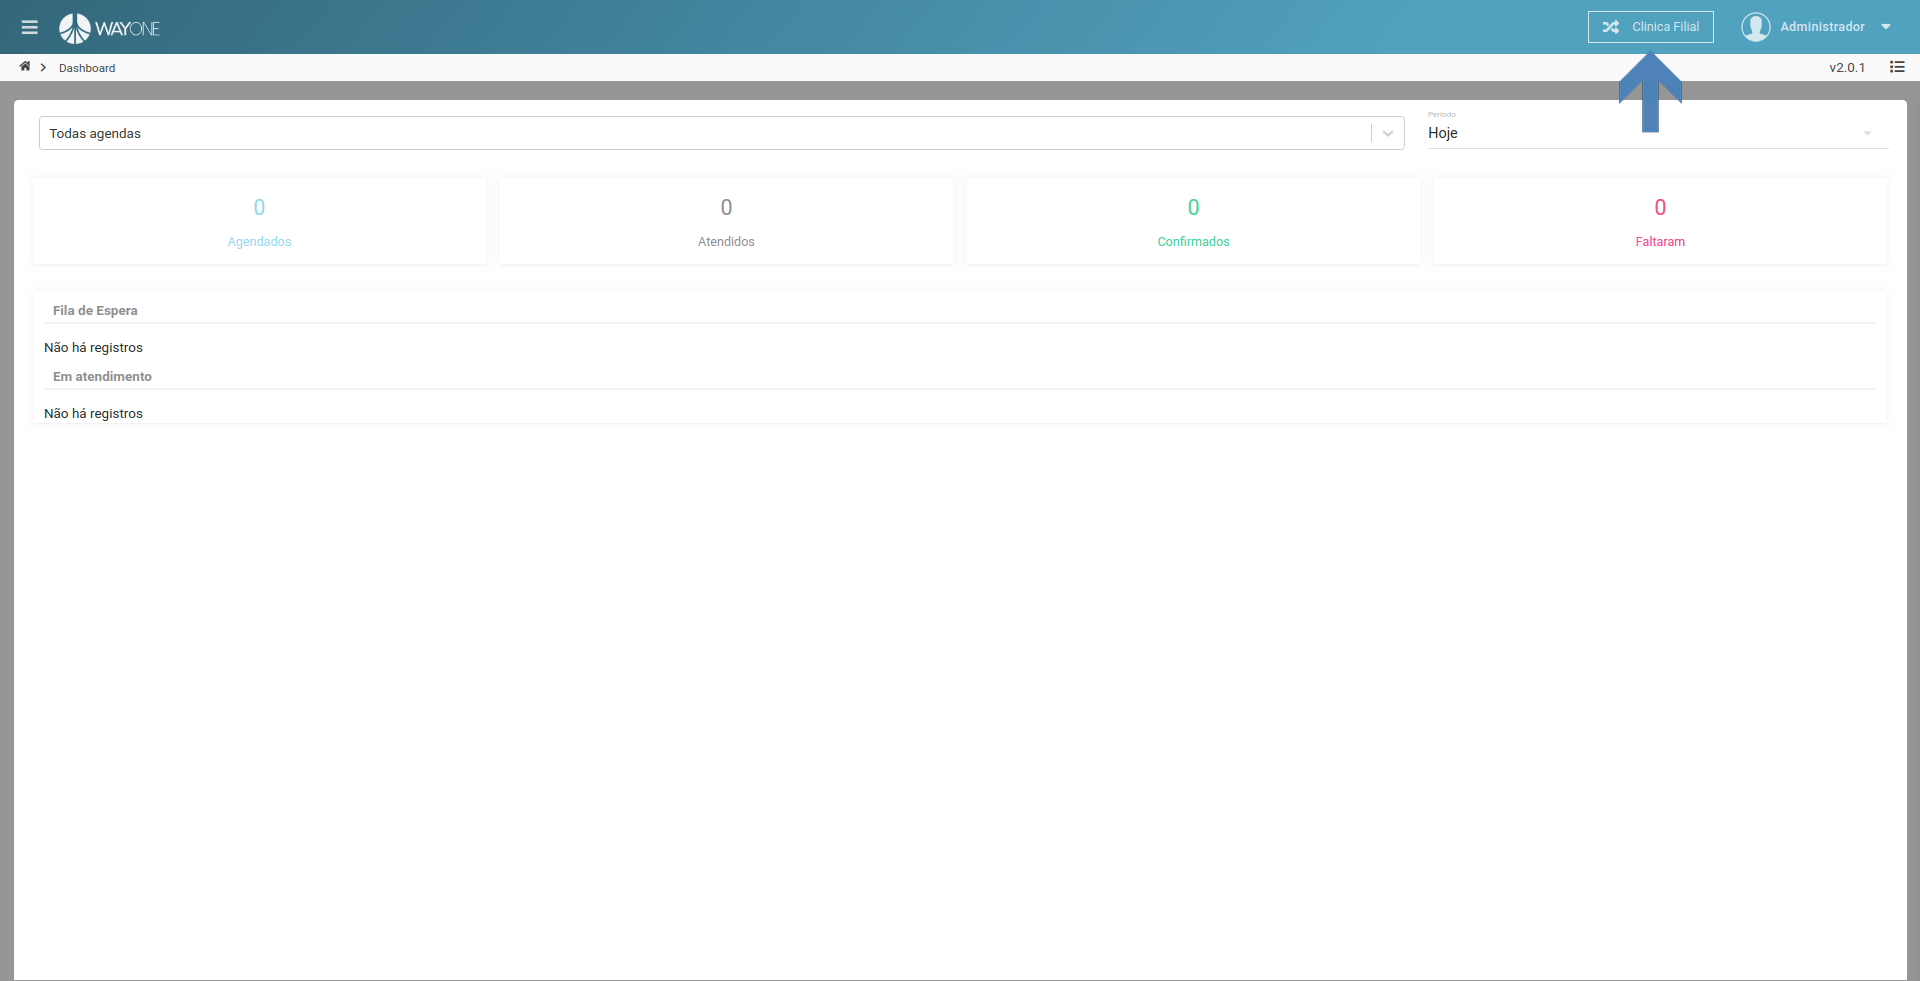 WAYONE
Clinica Filial
Administrador
Dashboard
v2.0.1
Todas agendas
Período
Hoje
0
Agendados
0
Atendidos
0
Confirmados
0
Faltaram
Fila de Espera
Não há registros
Em atendimento
Não há registros